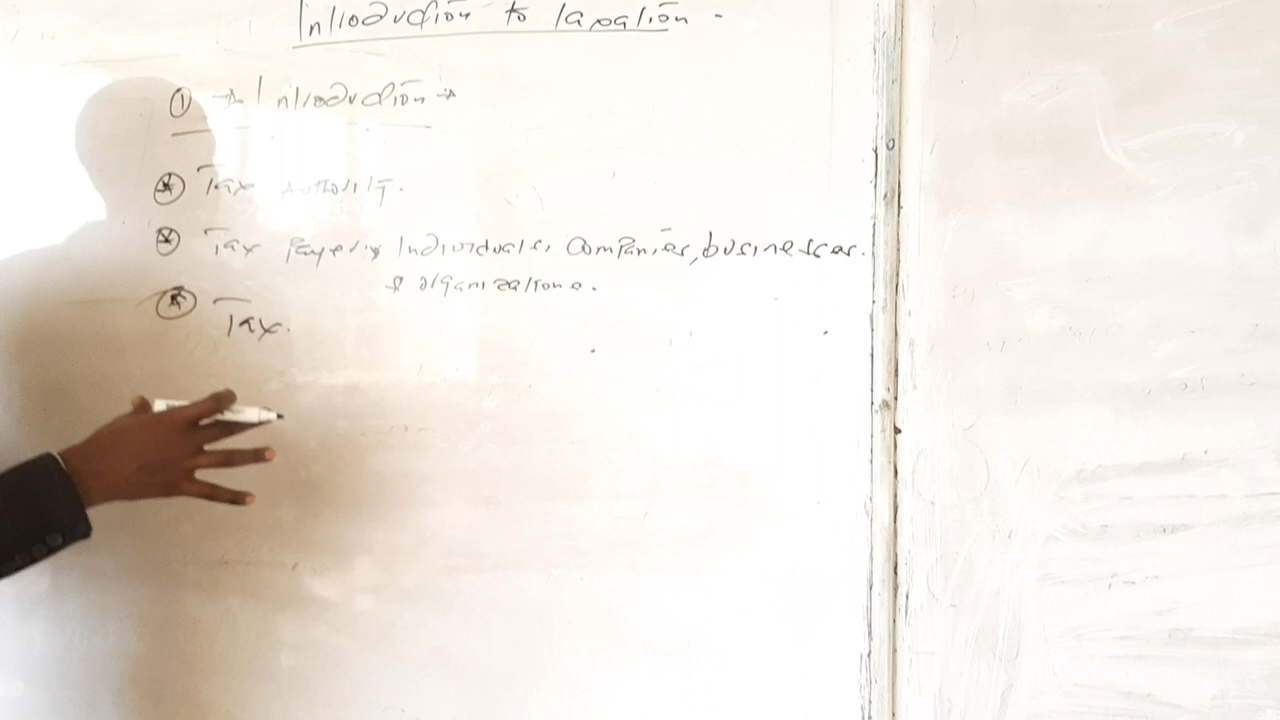 Introduction to Taxation -
① → Introduction →
⊛ Tax Authority.
⊛ Tax Payers, Individuals, Companies, businesses.
& organizations.
⊛ Tax.